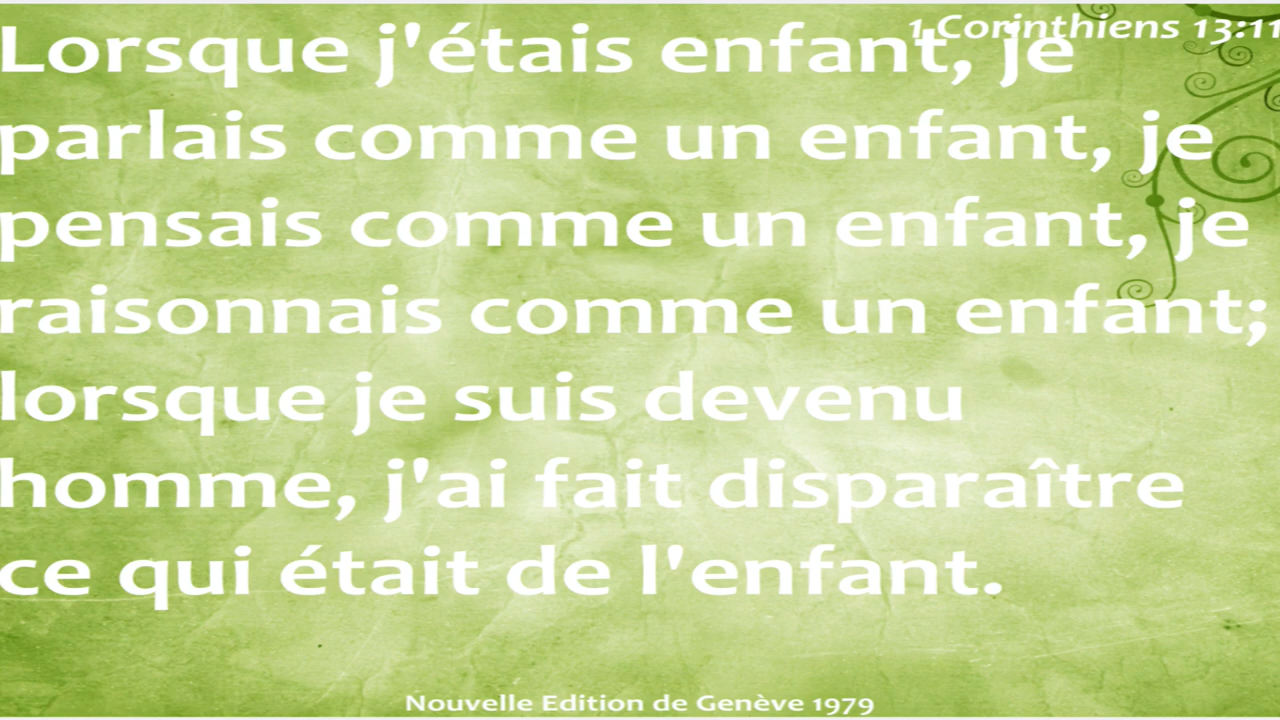 1 Corinthiens 13:11
Lorsque j'étais enfant, je
parlais comme un enfant, je
pensais comme un enfant, je
raisonnais comme un enfant;
lorsque je suis devenu
homme, j'ai fait disparaître
ce qui était de l'enfant.
Nouvelle Edition de Genève 1979